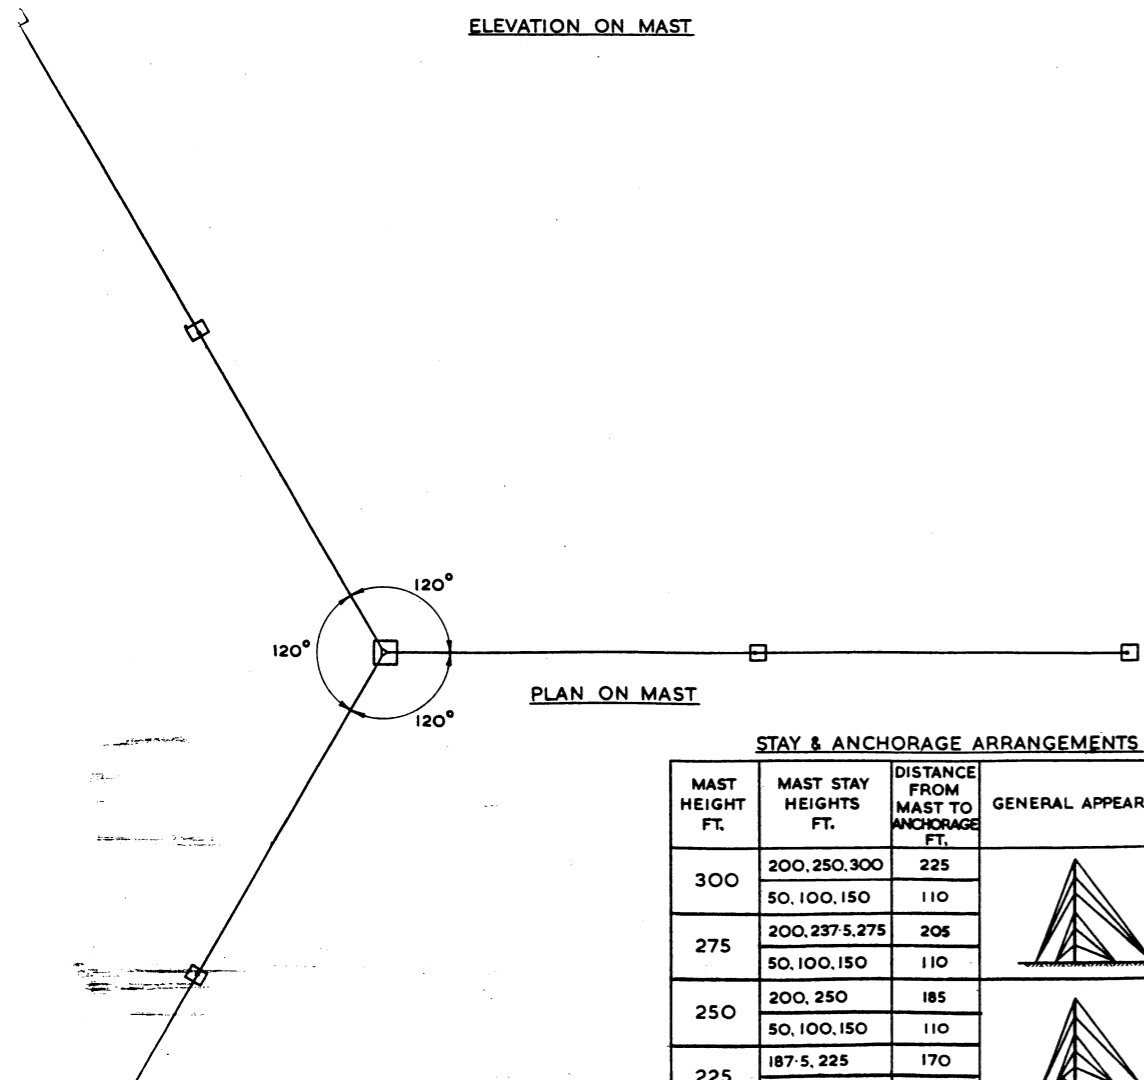 ELEVATION ON MAST
120°
120°
120°
PLAN ON MAST
STAY & ANCHORAGE ARRANGEMENTS
MAST HEIGHT FT.
MAST STAY HEIGHTS FT.
DISTANCE FROM MAST TO ANCHORAGE FT.
GENERAL APPEAR
300
200, 250, 300
225
50, 100, 150
110
275
200, 237·5, 275
205
50, 100, 150
110
250
200, 250
185
50, 100, 150
110
225
187·5, 225
170